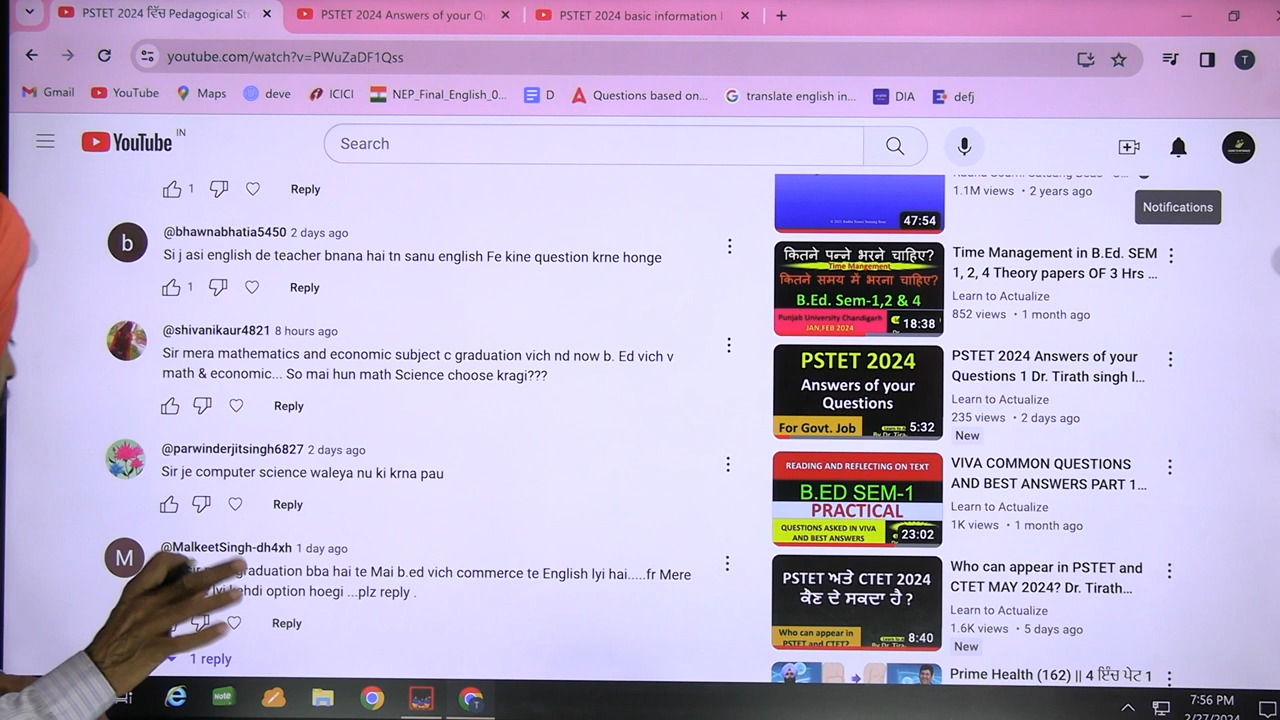 PSTET 2024 ਵਿੱਚ Pedagogical St
PSTET 2024 Answers of your Qu
PSTET 2024 basic information
youtube.com/watch?v=PWuZaDF1Qss
T
Gmail
YouTube
Maps
deve
ICICI
NEP_Final_English_0...
D
Questions based on...
translate english in...
DIA
defj
YouTube IN
Search
1 Reply
b
@bhavnabhatia5450 2 days ago
Si j asi english de teacher bnana hai tn sanu english Fe kine question krne honge
1 Reply
@shivanikaur4821 8 hours ago
Sir mera mathematics and economic subject c graduation vich nd now b. Ed vich v
math & economic... So mai hun math Science choose kragi???
Reply
@parwinderjitsingh6827 2 days ago
Sir je computer science waleya nu ki krna pau
Reply
M
@MalkeetSingh-dh4xh 1 day ago
graduation bba hai te Mai b.ed vich commerce te English lyi hai.....fr Mere
lyi kehdi option hoegi ...plz reply .
Reply
1 reply
47:54
1.1M views • 2 years ago
Notifications
कितने पन्ने भरने चाहिए?
Time Mangement
कितने समय में भरना चाहिए?
B.Ed. Sem-1,2 & 4
Punjab University Chandigarh
JAN,FEB 2024
18:38
Time Management in B.Ed. SEM
1, 2, 4 Theory papers OF 3 Hrs ...
Learn to Actualize
852 views • 1 month ago
PSTET 2024
Answers of your
Questions
For Govt. Job
5:32
PSTET 2024 Answers of your
Questions 1 Dr. Tirath singh l...
Learn to Actualize
235 views • 2 days ago
New
READING AND REFLECTING ON TEXT
B.ED SEM-1
PRACTICAL
QUESTIONS ASKED IN VIVA
AND BEST ANSWERS
23:02
VIVA COMMON QUESTIONS
AND BEST ANSWERS PART 1...
Learn to Actualize
1K views • 1 month ago
PSTET ਅਤੇ CTET 2024
ਕੌਣ ਦੇ ਸਕਦਾ ਹੈ ?
Who can appear in
PSTET and CTET?
8:40
Who can appear in PSTET and
CTET MAY 2024? Dr. Tirath...
Learn to Actualize
1.6K views • 5 days ago
New
Prime Health (162) || 4 ਇੰਚ ਪੇਟ 1
Note
7:56 PM
2/27/2024